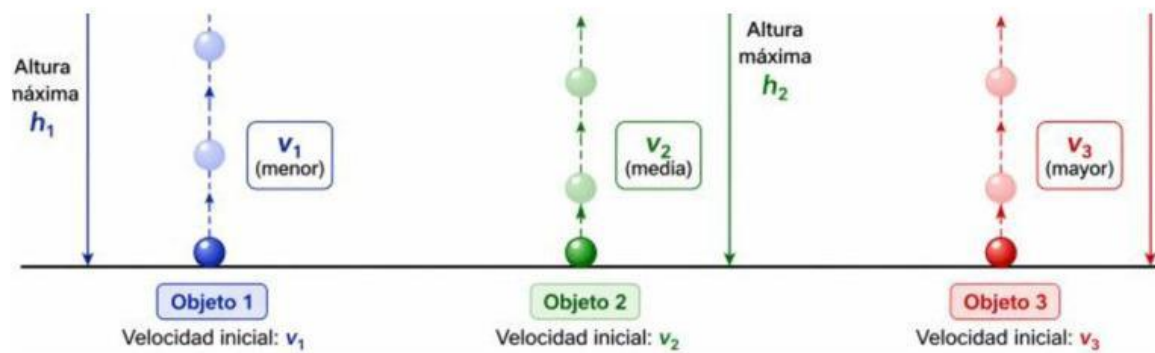 Altura
máxima
h₁
v₁
(menor)
Objeto 1
Velocidad inicial: v₁
v₂
(media)
Altura
máxima
h₂
Objeto 2
Velocidad inicial: v₂
v₃
(mayor)
Objeto 3
Velocidad inicial: v₃